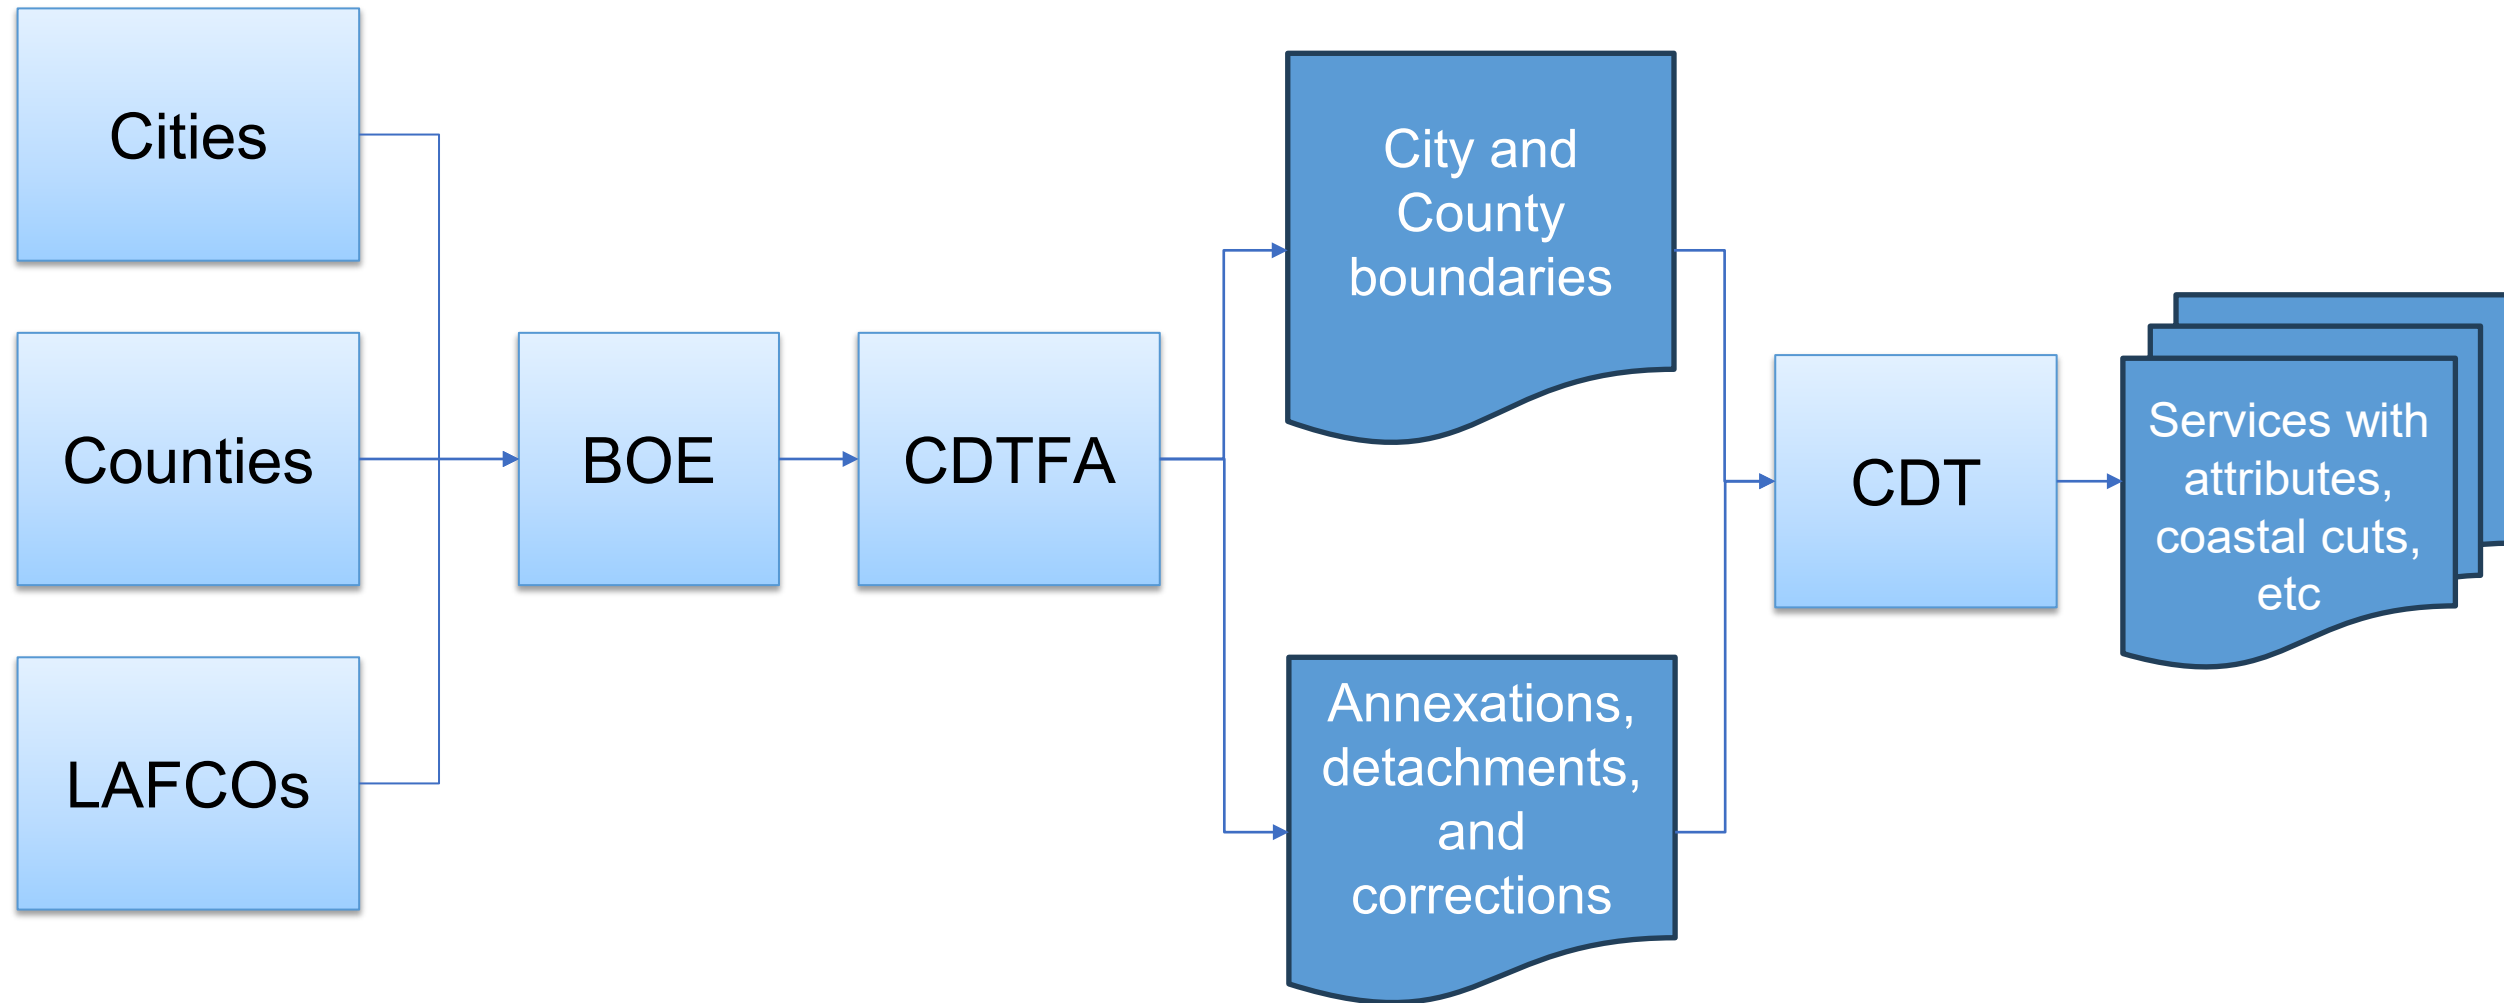 Cities
Counties
LAFCOs
BOE
CDTFA
City and
County
boundaries
Annexations,
detachments,
and
corrections
CDT
Services with
attributes,
coastal cuts,
etc